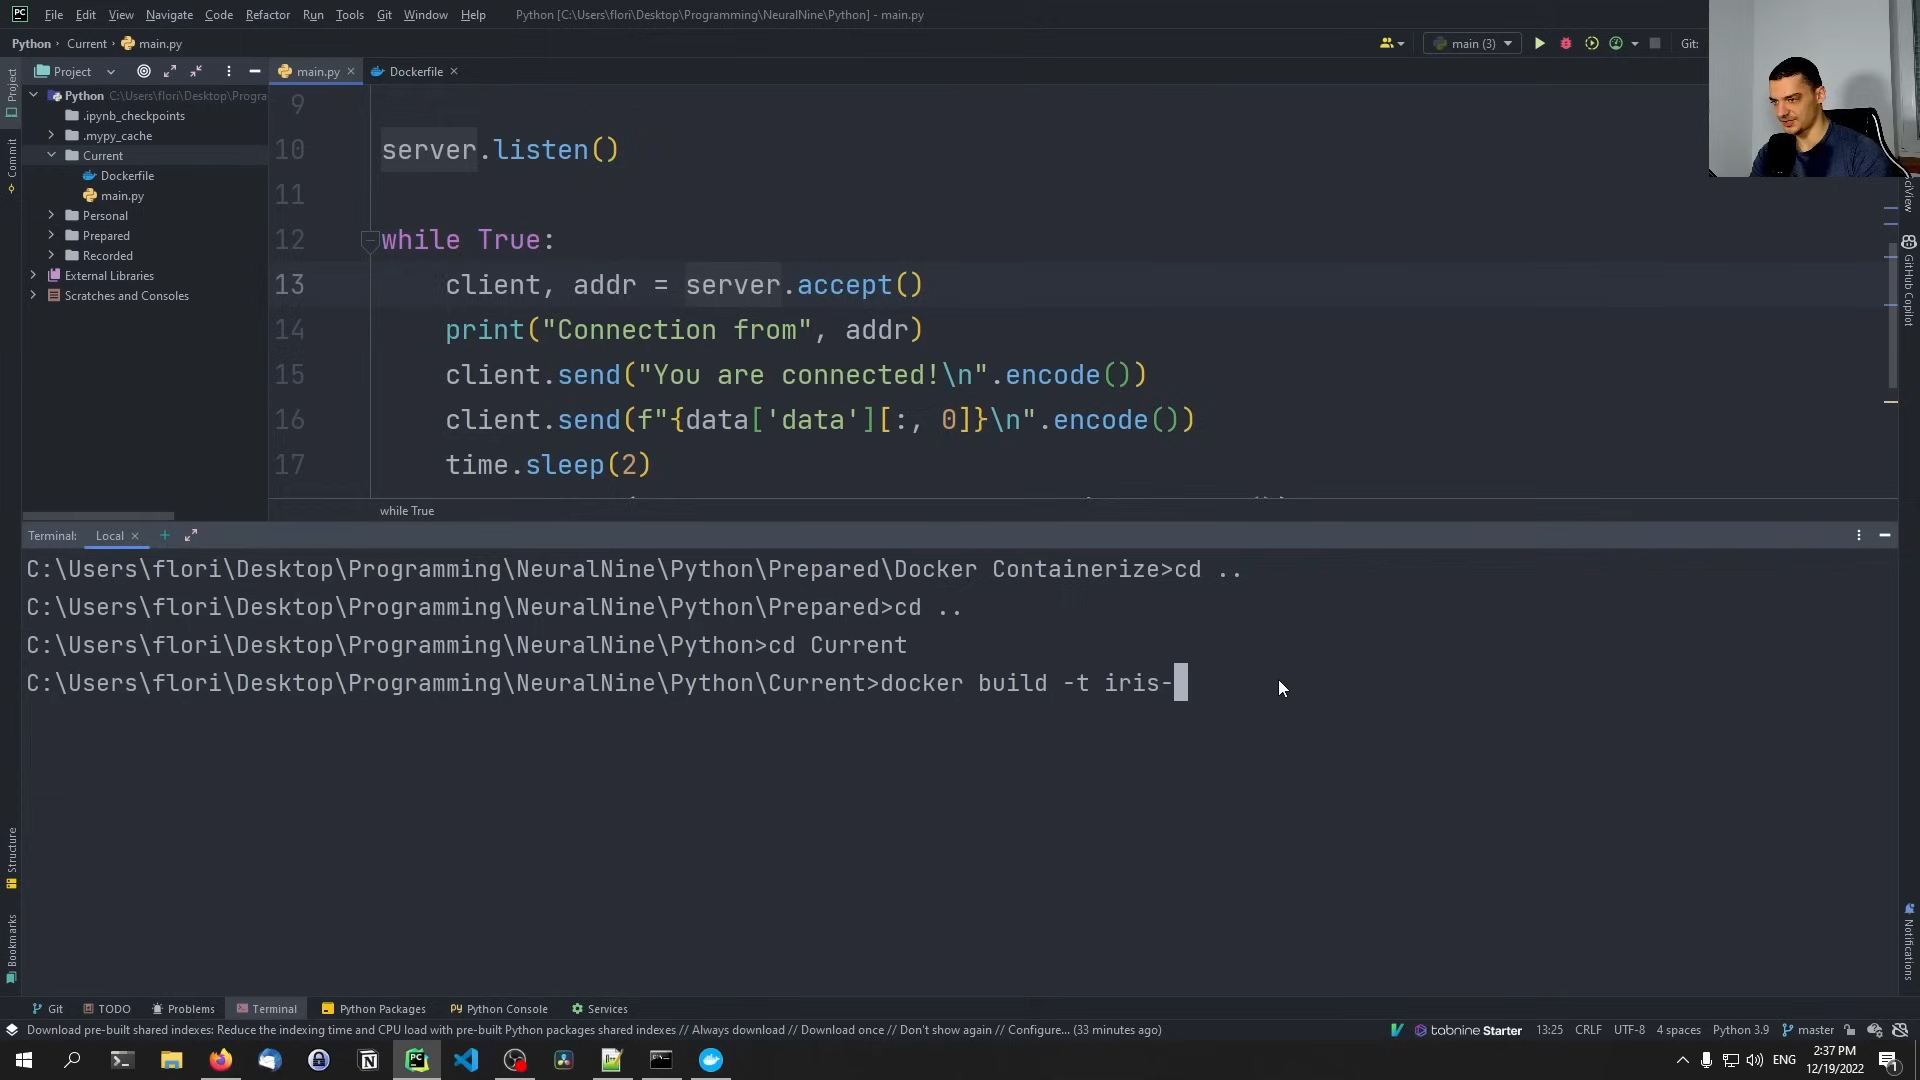 File Edit View Navigate Code Refactor Run Tools Git Window Help Python [C:\Users\flori\Desktop\Programming\NeuralNine\Python] - main.py
Python Current main.py main (3) Git:
Project main.py Dockerfile
Python C:\Users\flori\Desktop\Progra
.ipynb_checkpoints
.mypy_cache
Current
Dockerfile
main.py
Personal
Prepared
Recorded
External Libraries
Scratches and Consoles
Project
Commit
Structure
Bookmarks
9
10 server.listen()
11
12 while True:
13 client, addr = server.accept()
14 print("Connection from", addr)
15 client.send("You are connected!\n".encode())
16 client.send(f"{data['data'][:, 0]}\n".encode())
17 time.sleep(2)
while True
GitHub Copilot
Notifications
Terminal: Local
C:\Users\flori\Desktop\Programming\NeuralNine\Python\Prepared\Docker Containerize>cd ..
C:\Users\flori\Desktop\Programming\NeuralNine\Python\Prepared>cd ..
C:\Users\flori\Desktop\Programming\NeuralNine\Python>cd Current
C:\Users\flori\Desktop\Programming\NeuralNine\Python\Current>docker build -t iris-
Git TODO Problems Terminal Python Packages Python Console Services
Download pre-built shared indexes: Reduce the indexing time and CPU load with pre-built Python packages shared indexes // Always download // Download once // Don't show again // Configure... (33 minutes ago) tabnine Starter 13:25 CRLF UTF-8 4 spaces Python 3.9 master
ENG 2:37 PM
12/19/2022